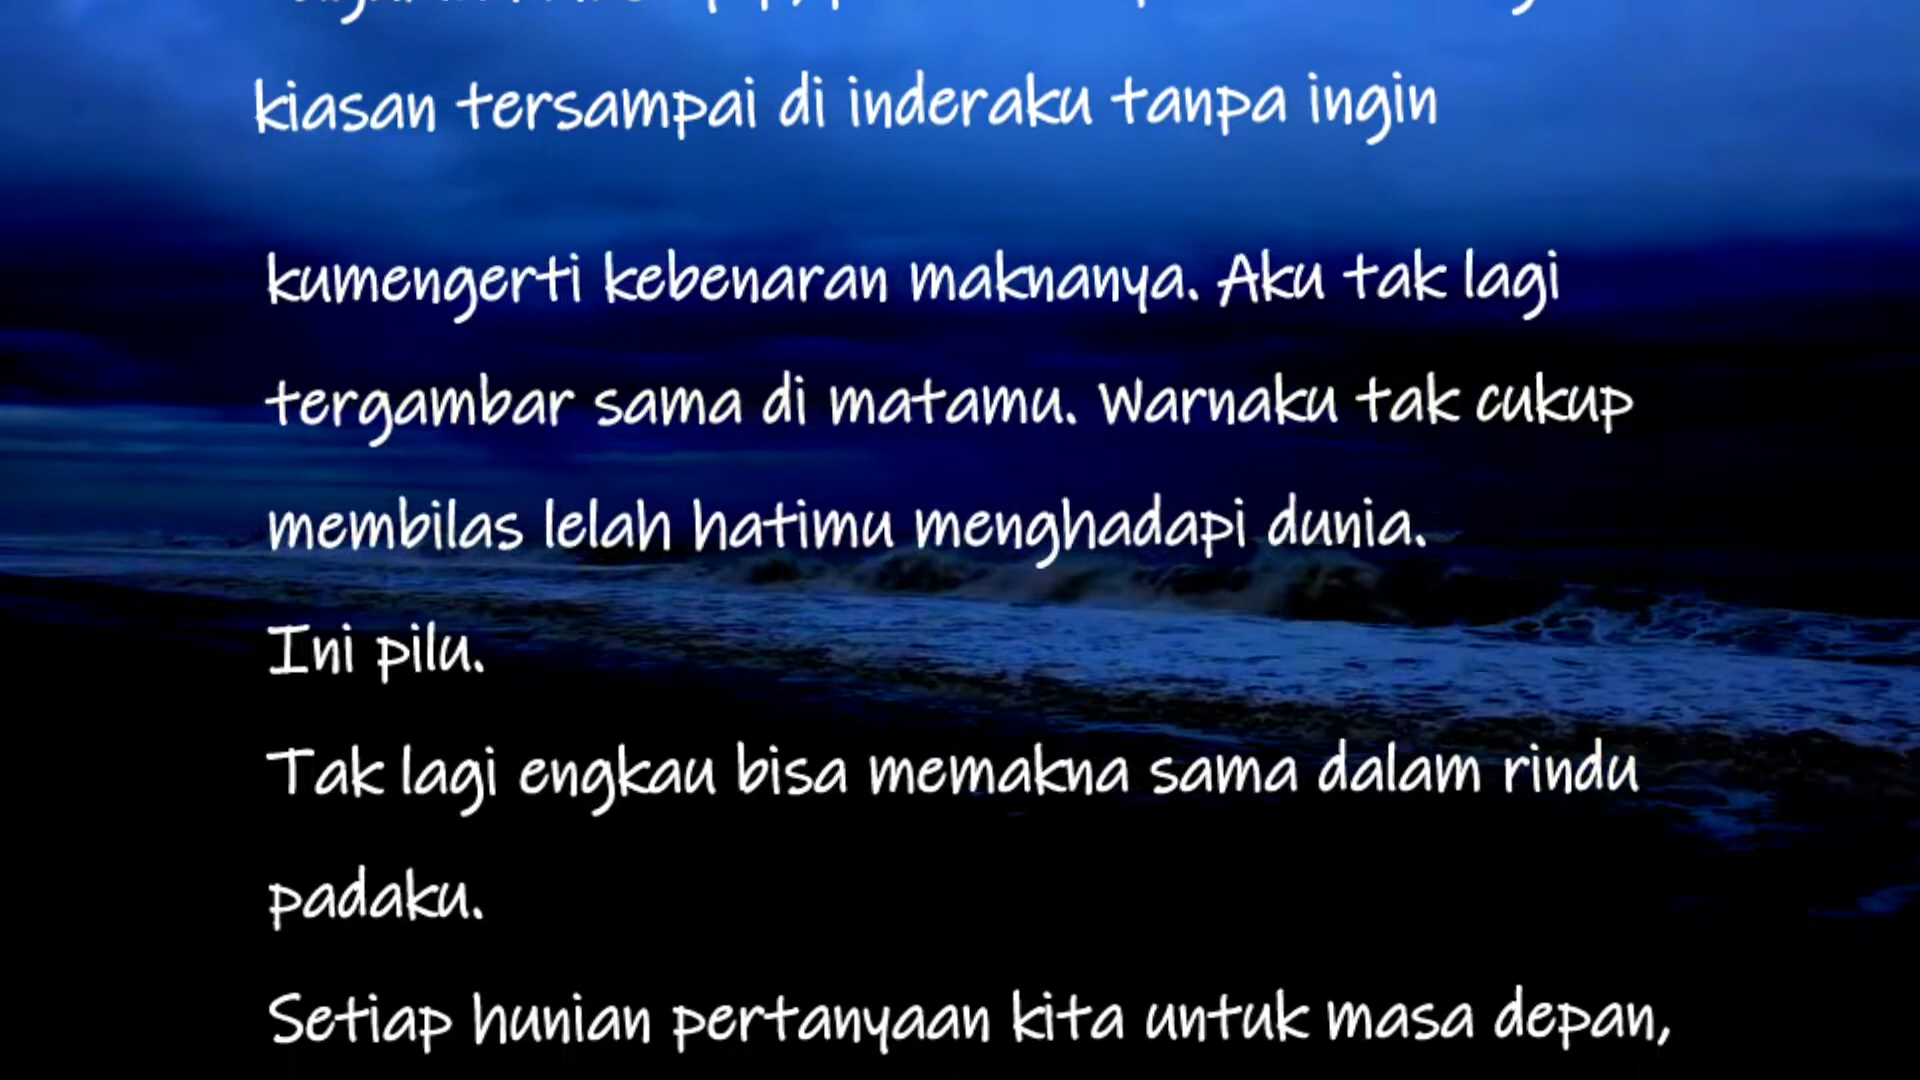 kiasan tersampai di inderaku tanpa ingin
kumengerti kebenaran maknanya. Aku tak lagi
tergambar sama di matamu. Warnaku tak cukup
membilas lelah hatimu menghadapi dunia.
Ini pilu.
Tak lagi engkau bisa memakna sama dalam rindu
padaku.
Setiap hunian pertanyaan kita untuk masa depan,